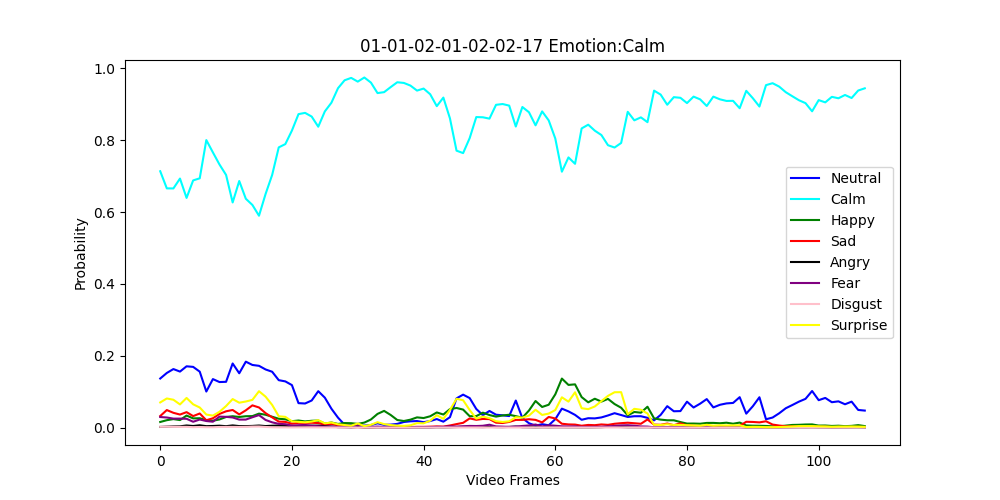 01-01-02-01-02-02-17 Emotion:Calm
Probability
1.0
0.8
0.6
0.4
0.2
0.0
0
20
40
60
80
100
Video Frames
Neutral
Calm
Happy
Sad
Angry
Fear
Disgust
Surprise